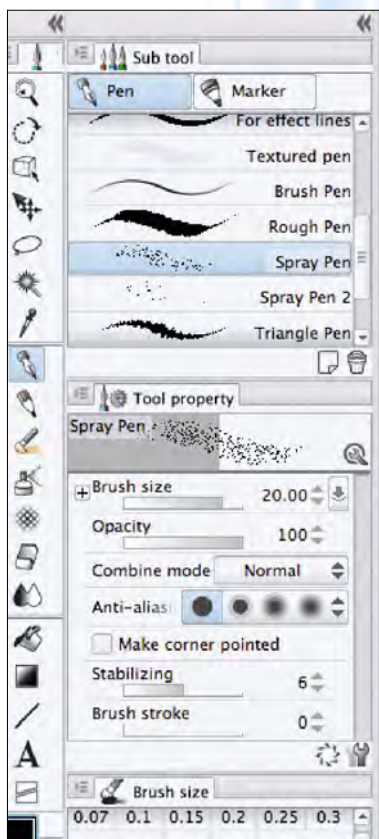 Sub tool
Pen Marker
For effect lines
Textured pen
Brush Pen
Rough Pen
Spray Pen
Spray Pen 2
Triangle Pen
Tool property
Spray Pen
Brush size 20.00
Opacity 100
Combine mode Normal
Anti-alias
Make corner pointed
Stabilizing 6
Brush stroke 0
A
Brush size
0.07 0.1 0.15 0.2 0.25 0.3